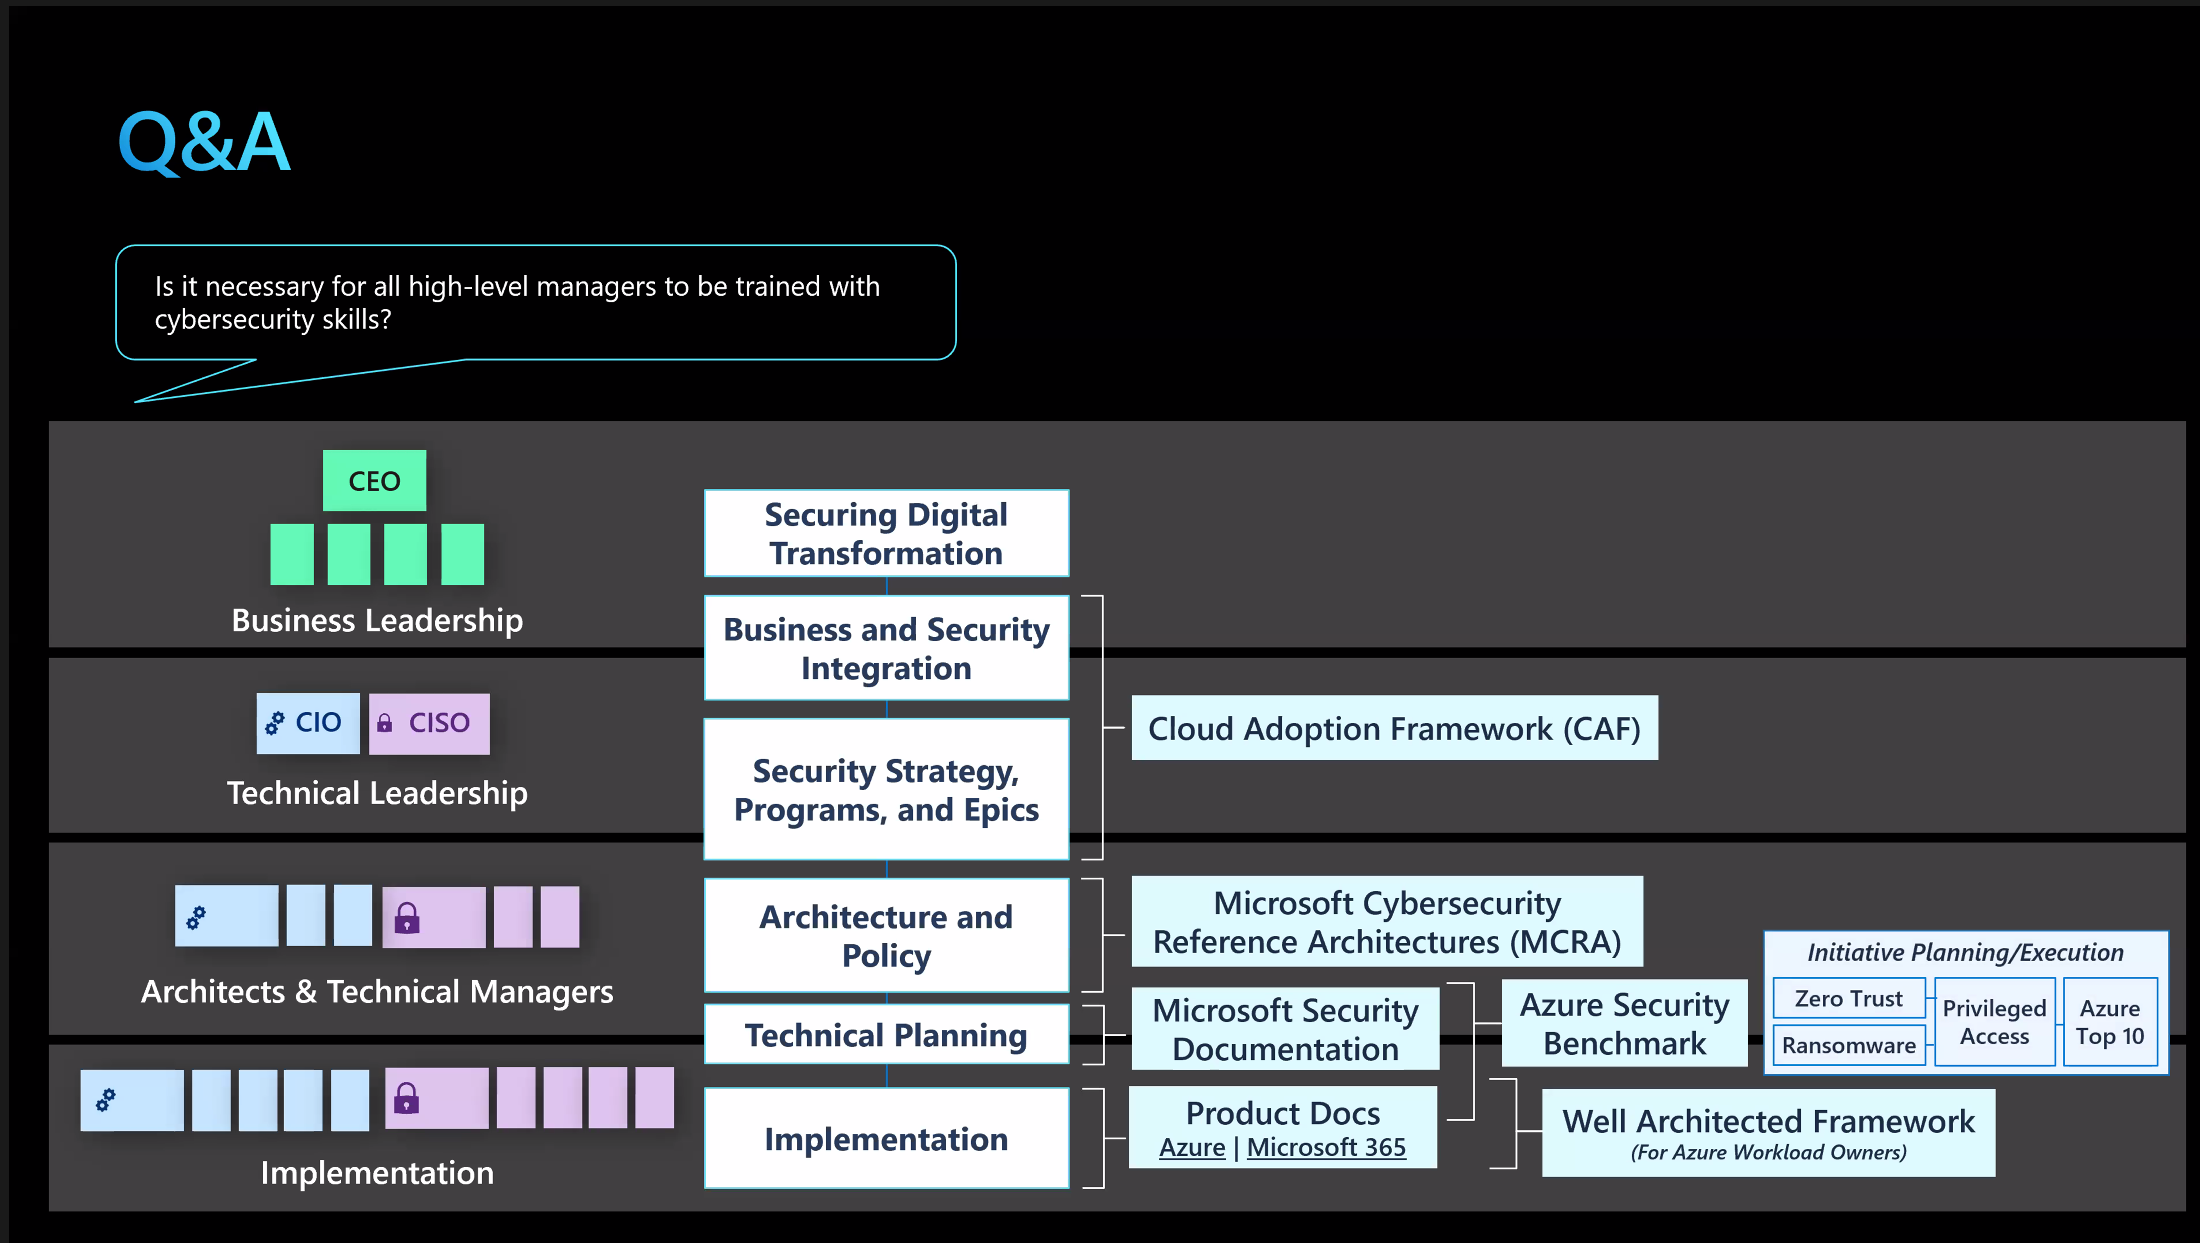 Q&A
Is it necessary for all high-level managers to be trained with
cybersecurity skills?
CEO
Business Leadership
CIO
CISO
Technical Leadership
Architects & Technical Managers
Implementation
Securing Digital
Transformation
Business and Security
Integration
Security Strategy,
Programs, and Epics
Architecture and
Policy
Technical Planning
Implementation
Cloud Adoption Framework (CAF)
Microsoft Cybersecurity
Reference Architectures (MCRA)
Microsoft Security
Documentation
Product Docs
Azure | Microsoft 365
Azure Security
Benchmark
Well Architected Framework
(For Azure Workload Owners)
Initiative Planning/Execution
Zero Trust
Ransomware
Privileged
Access
Azure
Top 10